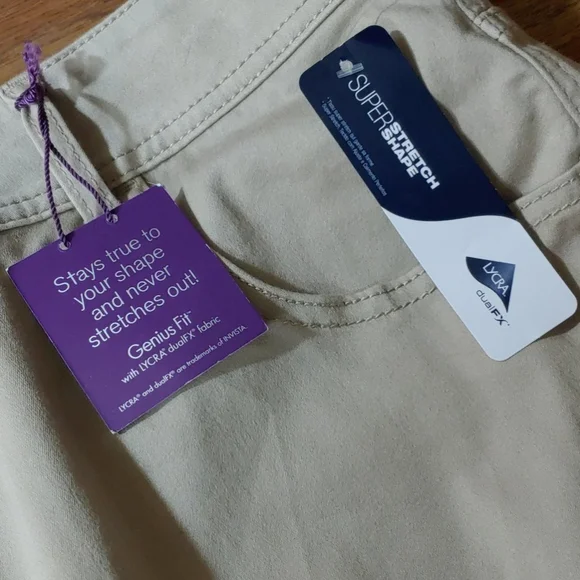 Stays true to
your shape
and never
stretches out!
Genius Fit™
with LYCRA® dualFX® fabric
LYCRA® and dualFX® are trademarks of INVISTA
SUPER
STRETCH
SHAPE
LYCRA®
dualFX®